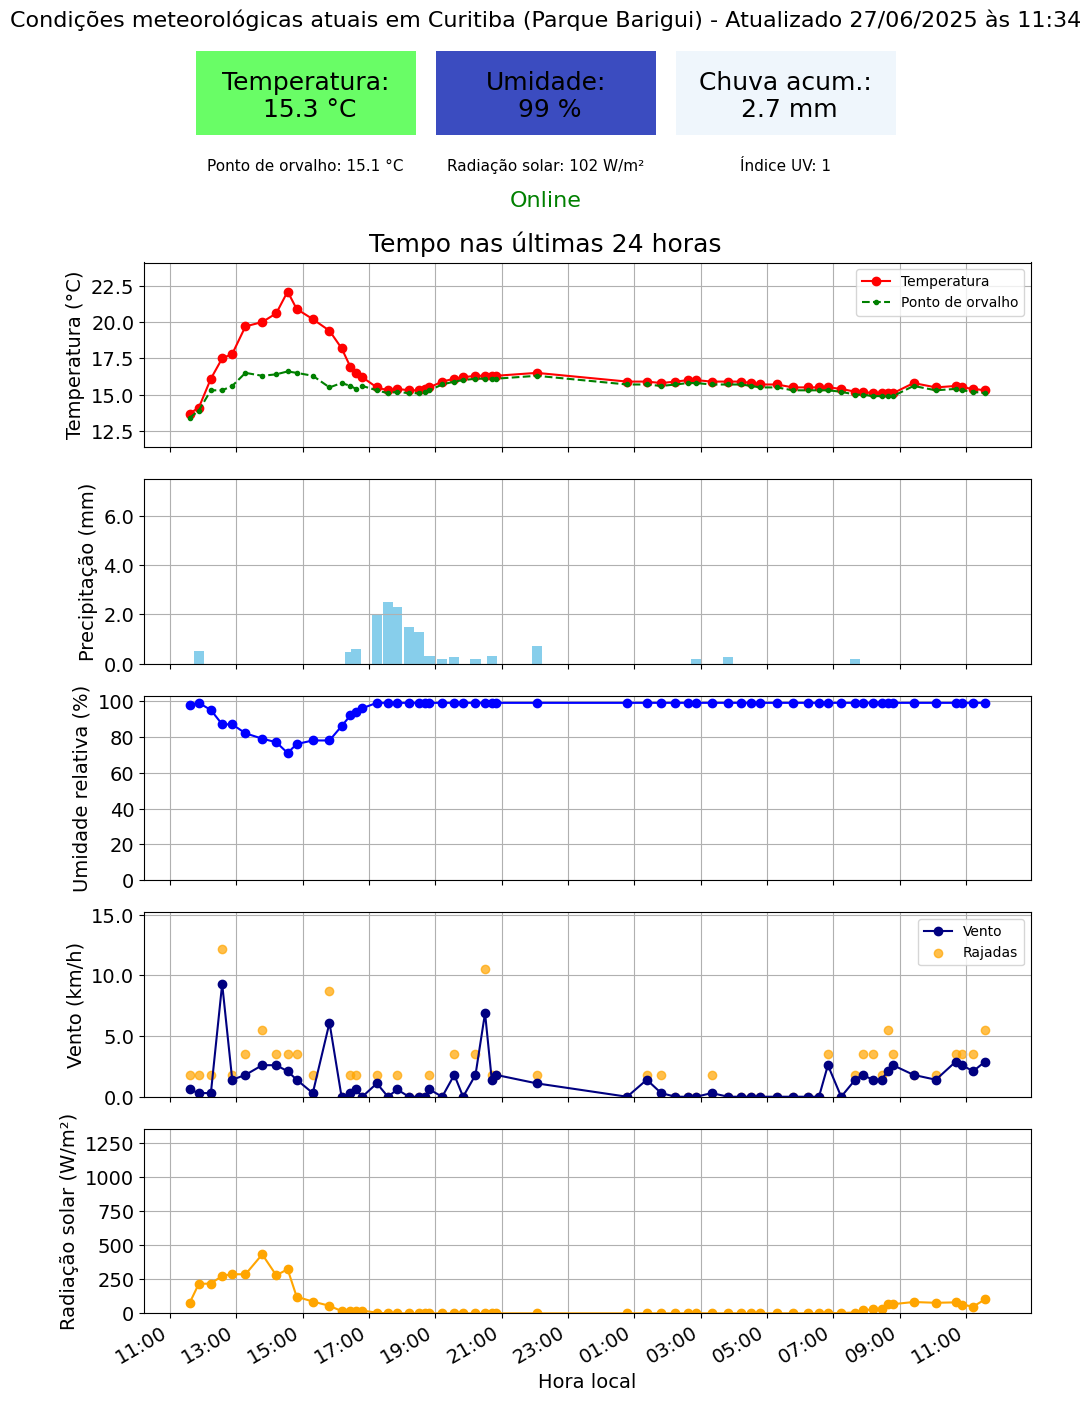 Condições meteorológicas atuais em Curitiba (Parque Barigui) - Atualizado 27/06/2025 às 11:34
Temperatura:
15.3 °C
Umidade:
99 %
Chuva acum.:
2.7 mm
Ponto de orvalho: 15.1 °C
Radiação solar: 102 W/m²
Índice UV: 1
Online
Tempo nas últimas 24 horas
Temperatura (°C)
22.5
20.0
17.5
15.0
12.5
Temperatura
Ponto de orvalho
Precipitação (mm)
6.0
4.0
2.0
0.0
Umidade relativa (%)
100
80
60
40
20
0
Vento (km/h)
15.0
10.0
5.0
0.0
Vento
Rajadas
Radiação solar (W/m²)
1250
1000
750
500
250
0
11:00
13:00
15:00
17:00
19:00
21:00
23:00
01:00
03:00
05:00
07:00
09:00
11:00
Hora local